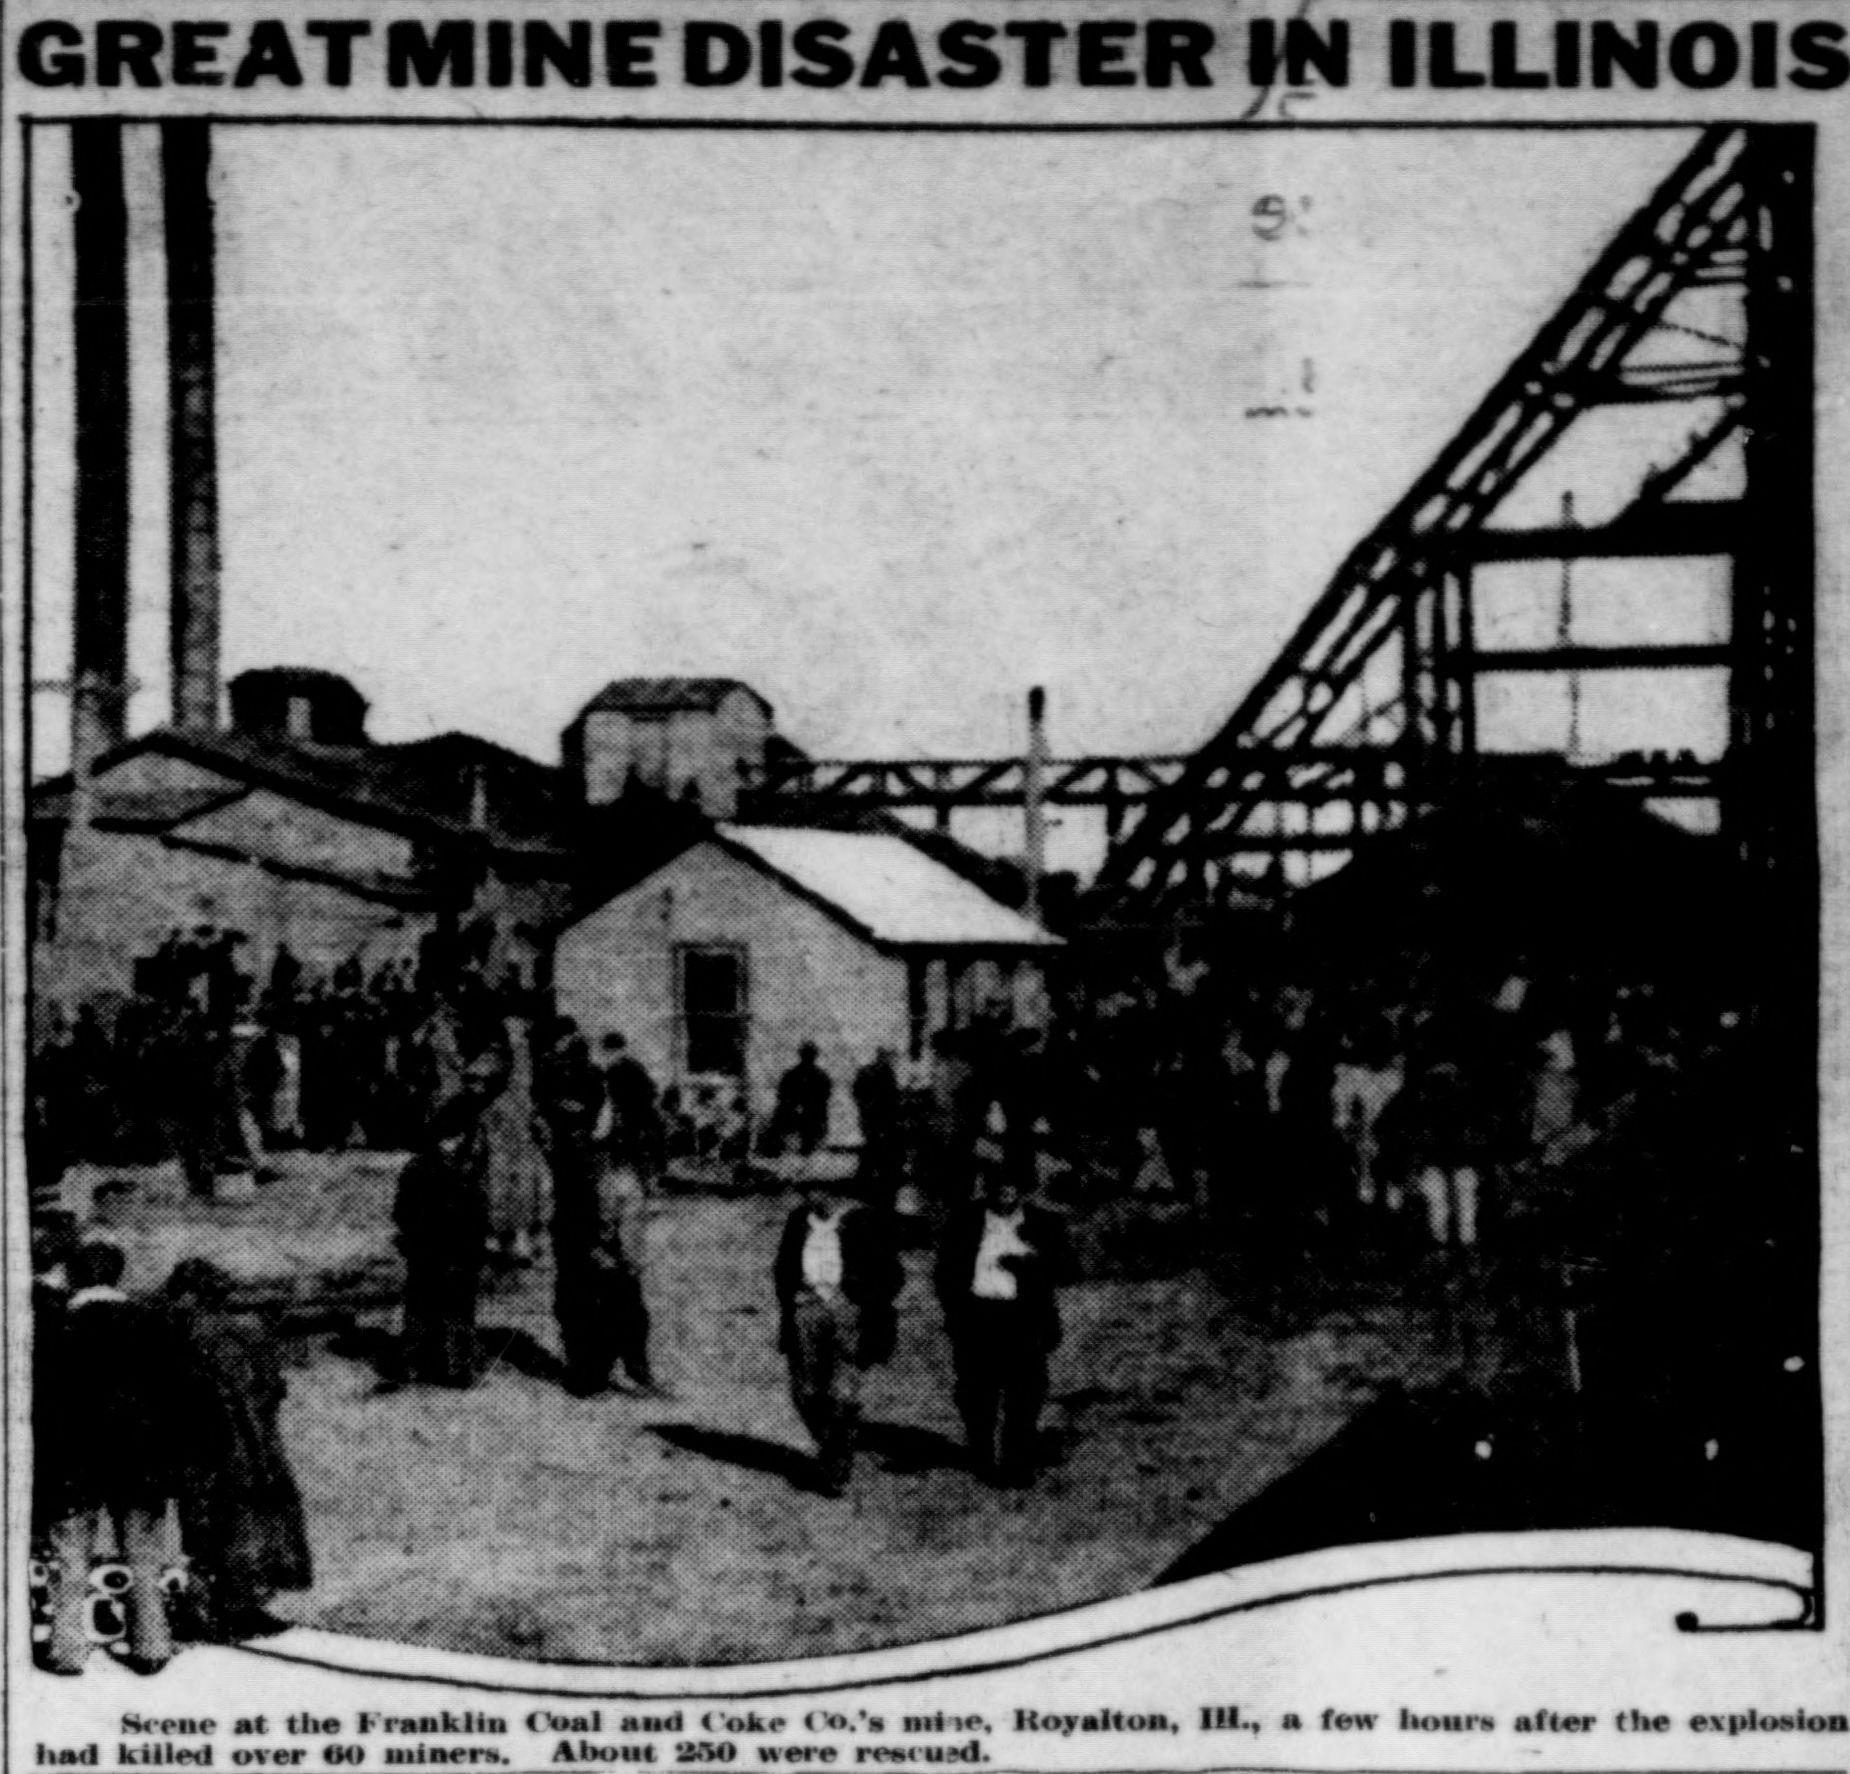 GREAT MINE DISASTER IN ILLINOIS
Scene at the Franklin Coal and Coke Co.'s mine, Royalton, Ill., a few hours after the explosion
had killed over 60 miners. About 250 were rescued.